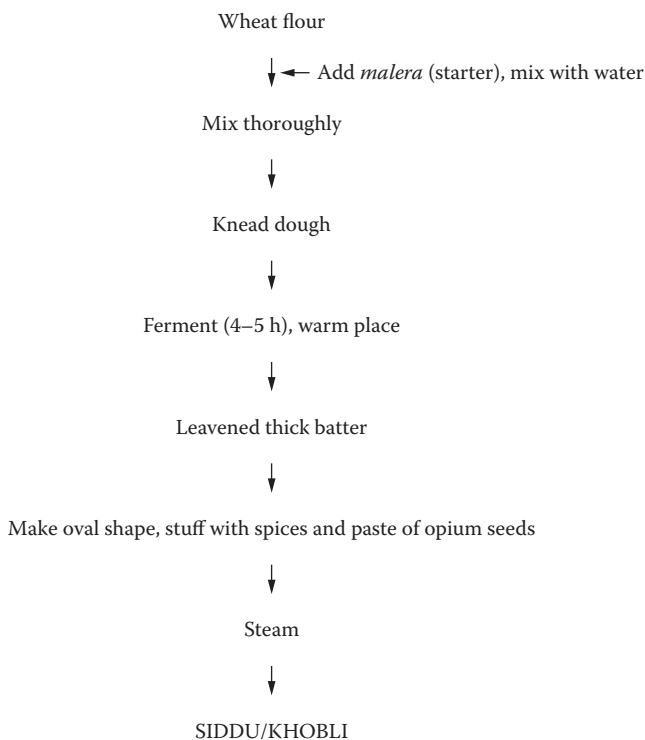 Wheat flour
Add malera (starter), mix with water
Mix thoroughly
Knead dough
Ferment (4–5 h), warm place
Leavened thick batter
Make oval shape, stuff with spices and paste of opium seeds
Steam
SIDDU/KHOBLI